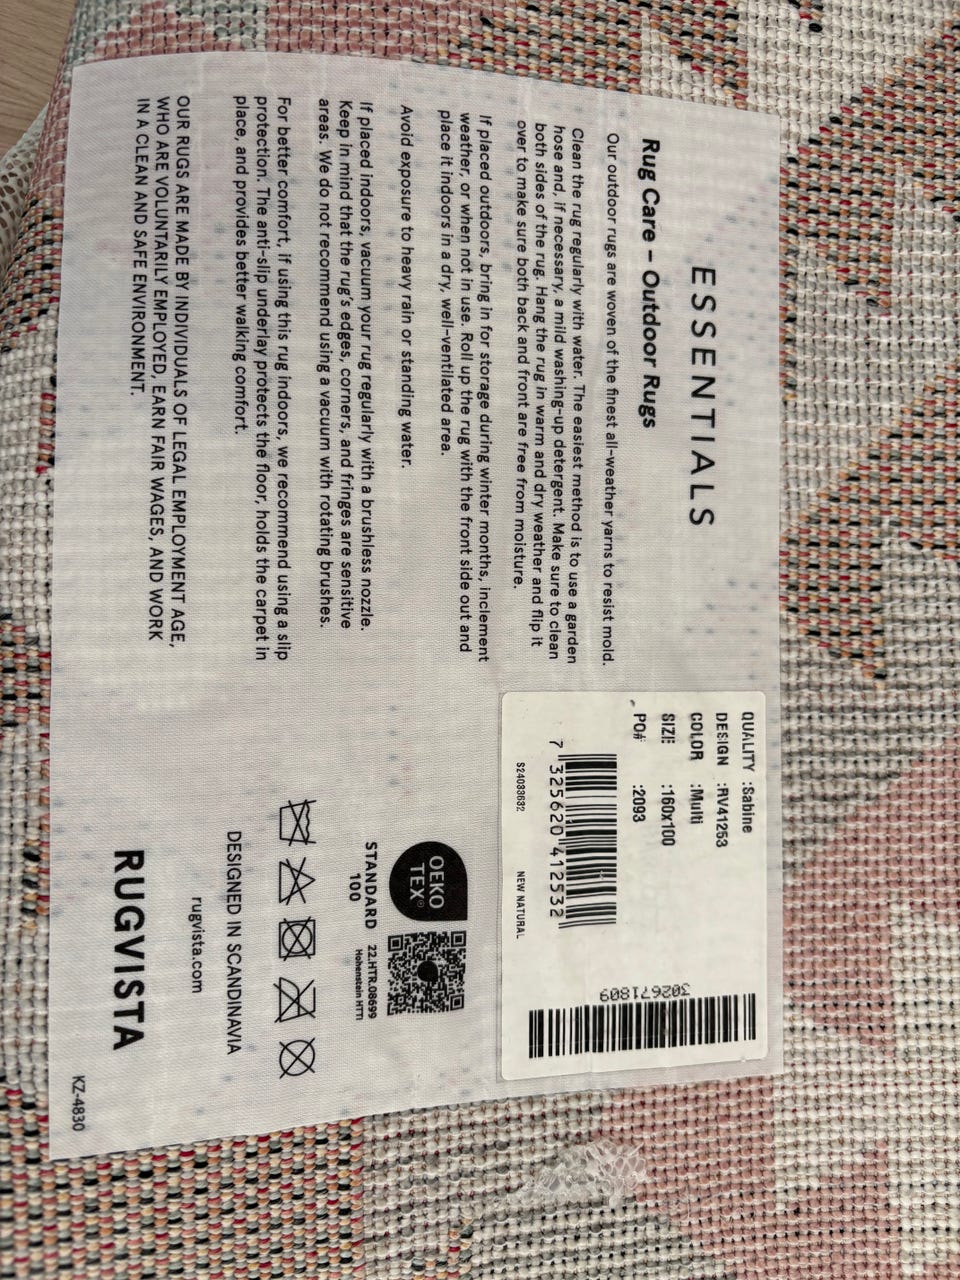 ESSENTIALS
Rug Care – Outdoor Rugs
Our outdoor rugs are woven of the finest all-weather yarns to resist mold.
Clean the rug regularly with water. The easiest method is to use a garden
hose and, if necessary, a mild washing-up detergent. Make sure to clean
both sides of the rug. Hang the rug in warm and dry weather and flip it
over to make sure both back and front are free from moisture.
If placed outdoors, bring in for storage during winter months, inclement
weather, or when not in use. Roll up the rug with the front side out and
place it indoors in a dry, well-ventilated area.
Avoid exposure to heavy rain or standing water.
If placed indoors, vacuum your rug regularly with a brushless nozzle.
Keep in mind that the rug's edges, corners, and fringes are sensitive
areas. We do not recommend using a vacuum with rotating brushes.
For better comfort, if using this rug indoors, we recommend using a slip
protection. The anti-slip underlay protects the floor, holds the carpet in
place, and provides better walking comfort.
OUR RUGS ARE MADE BY INDIVIDUALS OF LEGAL EMPLOYMENT AGE,
WHO ARE VOLUNTARILY EMPLOYED, EARN FAIR WAGES, AND WORK
IN A CLEAN AND SAFE ENVIRONMENT.
QUALITY :Sabine
DESIGN :RV41253
COLOR :Multi
SIZE :160x100
PO# :2093
7 325620 412532
S24033632 NEW NATURAL
302671809
OEKO
TEX®
STANDARD
100
22.HTR.08699
Hohenstein HTTI
DESIGNED IN SCANDINAVIA
rugvista.com
RUGVISTA
KZ-4830